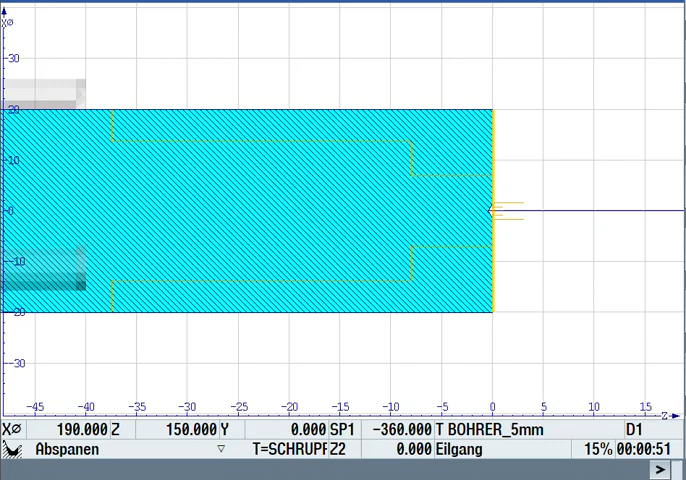 X⌀
30
20
10
0
-10
-20
-30
-45 -40 -35 -30 -25 -20 -15 -10 -5 0 5 10 15 Z
X⌀ 190.000 Z 150.000 Y 0.000 SP1 -360.000 T BOHRER_5mm D1
Abspanen ▽ T=SCHRUPF Z2 0.000 Eilgang 15% 00:00:51
>